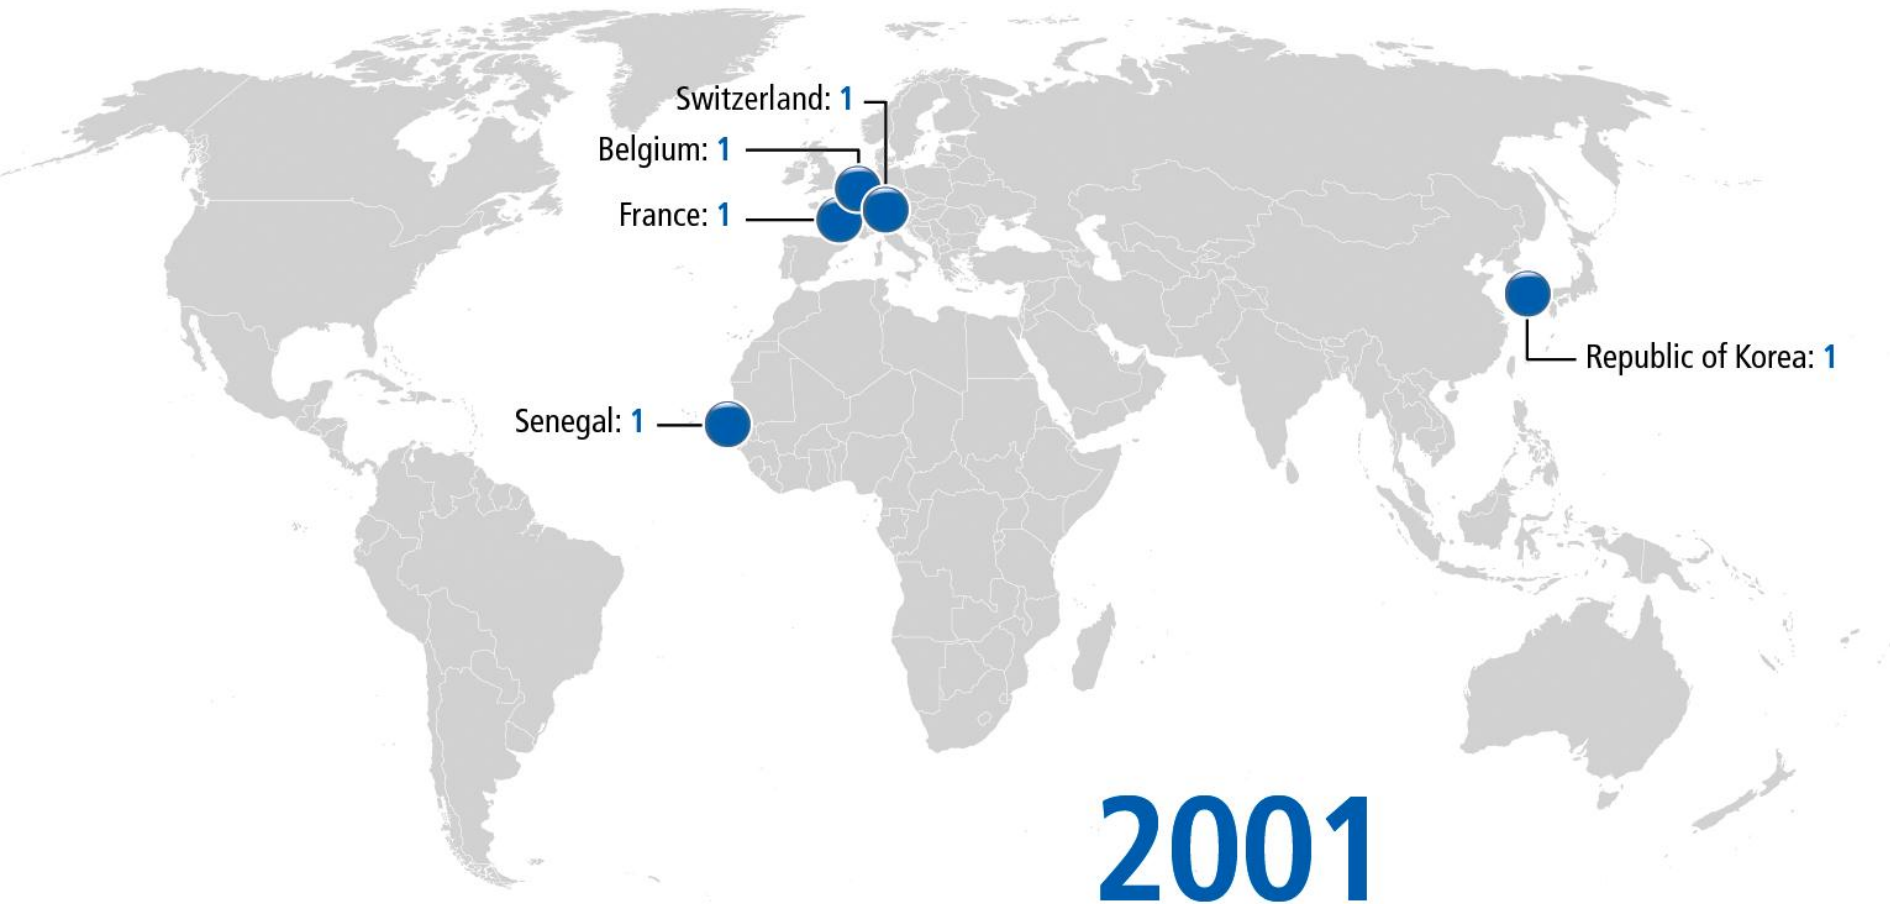 Switzerland: 1
Belgium: 1
France: 1
Republic of Korea: 1
Senegal: 1
2001